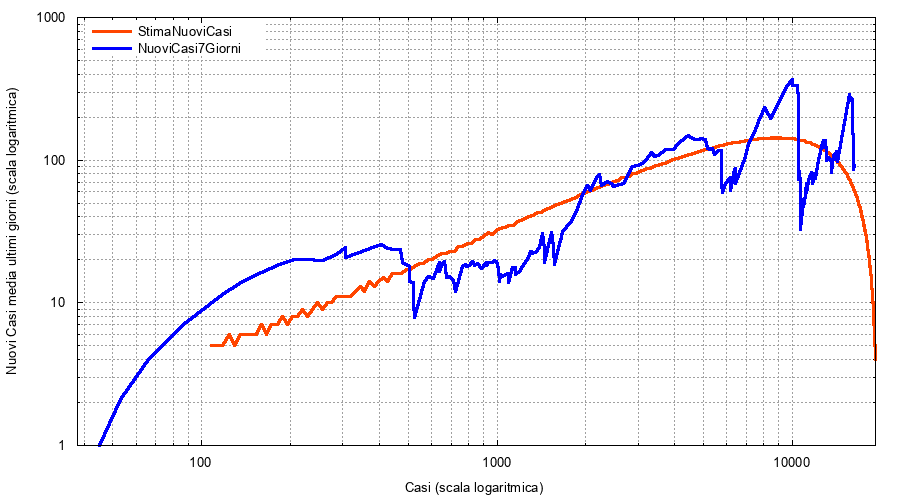 1000
StimaNuoviCasi
NuoviCasi7Giorni
100
10
1
Nuovi Casi media ultimi giorni (scala logaritmica)
100
1000
10000
Casi (scala logaritmica)